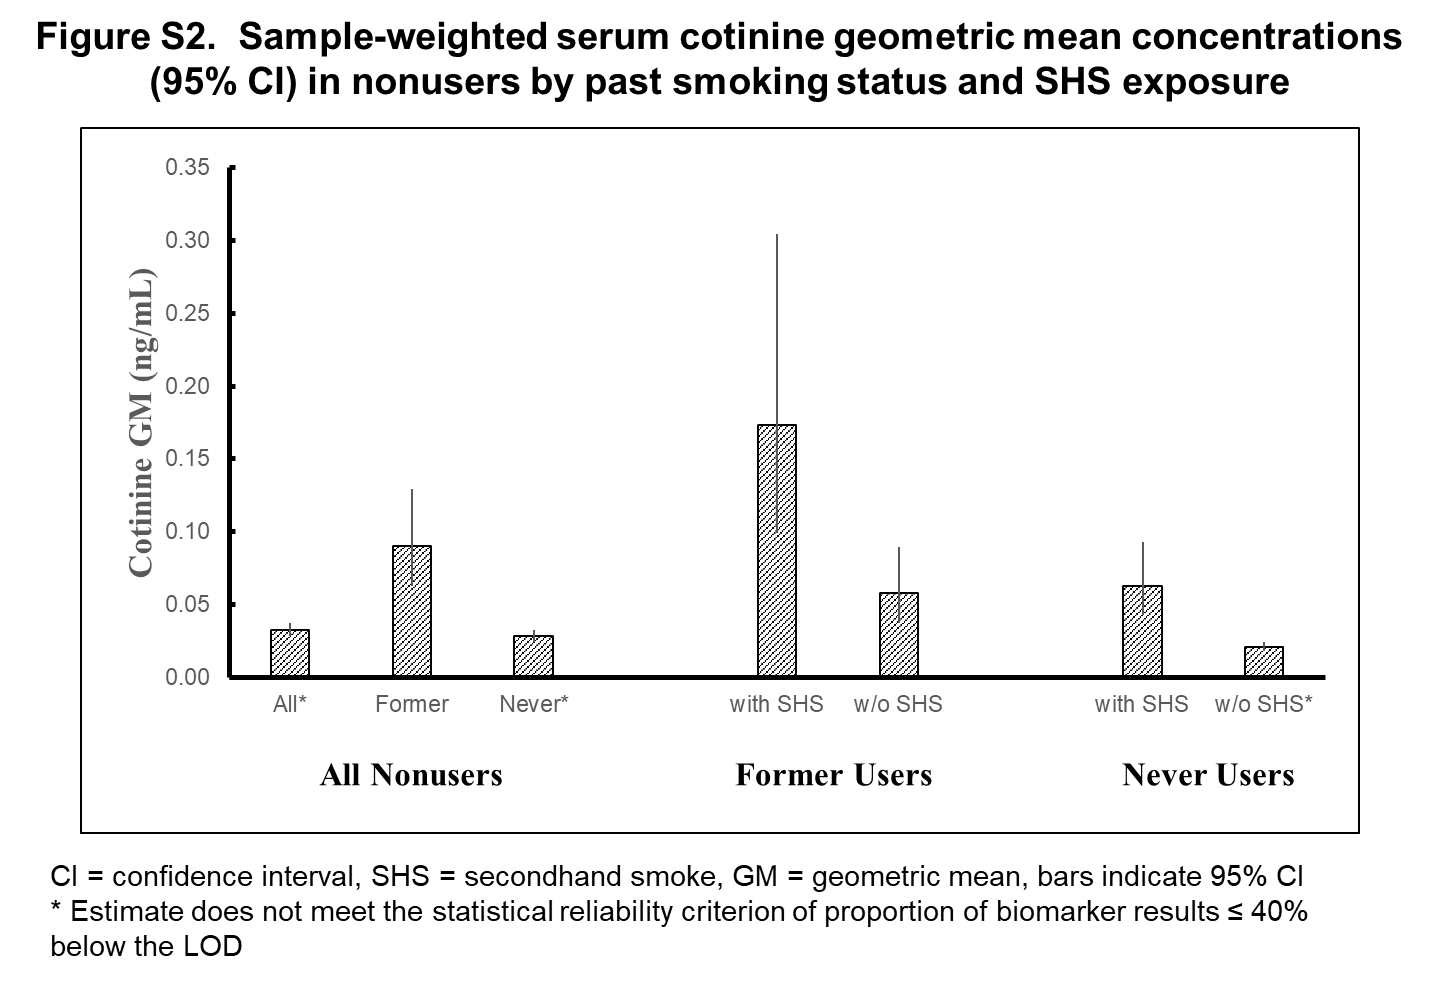 Figure S2. Sample-weighted serum cotinine geometric mean concentrations
(95% CI) in nonusers by past smoking status and SHS exposure
0.35
0.30
0.25
0.20
0.15
0.10
0.05
0.00
Cotinine GM (ng/mL)
All* Former Never* with SHS w/o SHS with SHS w/o SHS*
All Nonusers Former Users Never Users
CI = confidence interval, SHS = secondhand smoke, GM = geometric mean, bars indicate 95% CI
* Estimate does not meet the statistical reliability criterion of proportion of biomarker results ≤ 40%
below the LOD